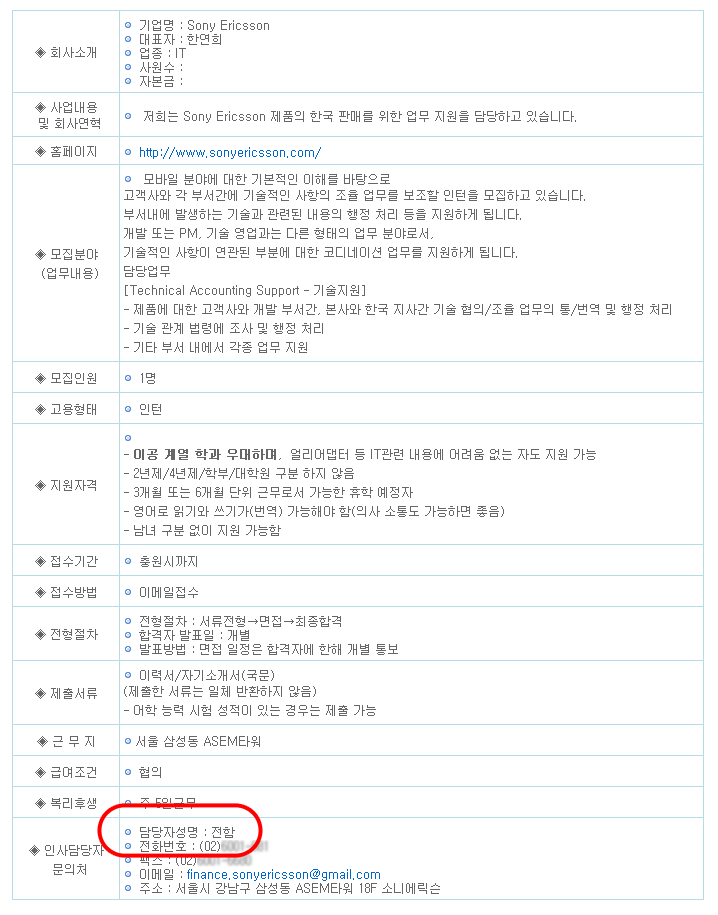 ◈ 회사소개
기업명 : Sony Ericsson
대표자 : 한연희
업종 : IT
사원수 :
자본금 :
◈ 사업내용
및 회사연혁
저희는 Sony Ericsson 제품의 한국 판매를 위한 업무 지원을 담당하고 있습니다.
◈ 홈페이지
http://www.sonyericsson.com/
◈ 모집분야
(업무내용)
모바일 분야에 대한 기본적인 이해를 바탕으로
고객사와 각 부서간에 기술적인 사항의 조율 업무를 보조할 인턴을 모집하고 있습니다.
부서내에 발생하는 기술과 관련된 내용의 행정 처리 등을 지원하게 됩니다.
개발 또는 PM, 기술 영업과는 다른 형태의 업무 분야로서,
기술적인 사항이 연관된 부분에 대한 코디네이션 업무를 지원하게 됩니다.
담당업무
[Technical Accounting Support - 기술지원]
- 제품에 대한 고객사와 개발 부서간, 본사와 한국 지사간 기술 협의/조율 업무의 통/번역 및 행정 처리
- 기술 관계 법령에 조사 및 행정 처리
- 기타 부서 내에서 각종 업무 지원
◈ 모집인원
1명
◈ 고용형태
인턴
◈ 지원자격
- 이공 계열 학과 우대하며, 얼리어댑터 등 IT관련 내용에 어려움 없는 자도 지원 가능
- 2년제/4년제/학부/대학원 구분 하지 않음
- 3개월 또는 6개월 단위 근무로서 가능한 휴학 예정자
- 영어로 읽기와 쓰기가(번역) 가능해야 함(의사 소통도 가능하면 좋음)
- 남녀 구분 없이 지원 가능함
◈ 접수기간
충원시까지
◈ 접수방법
이메일접수
◈ 전형절차
전형절차 : 서류전형→면접→최종합격
합격자 발표일 : 개별
발표방법 : 면접 일정은 합격자에 한해 개별 통보
◈ 제출서류
이력서/자기소개서(국문)
(제출한 서류는 일체 반환하지 않음)
- 어학 능력 시험 성적이 있는 경우는 제출 가능
◈ 근 무 지
서울 삼성동 ASEM타워
◈ 급여조건
협의
◈ 복리후생
주 5일근무
◈ 인사담당자
문의처
담당자성명 : 전함
전화번호 : (02)
팩스 : (02)
이메일 : finance.sonyericsson@gmail.com
주소 : 서울시 강남구 삼성동 ASEM타워 18F 소니에릭슨